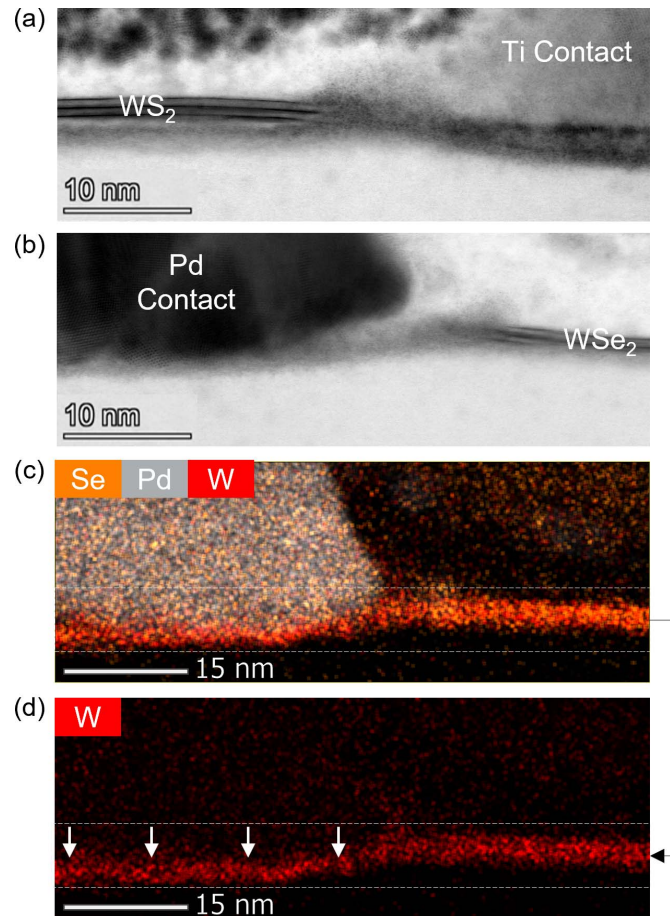 (a)
Ti Contact
WS₂
10 nm
(b)
Pd
Contact
WSe₂
10 nm
(c)
Se Pd W
15 nm
(d)
W
15 nm